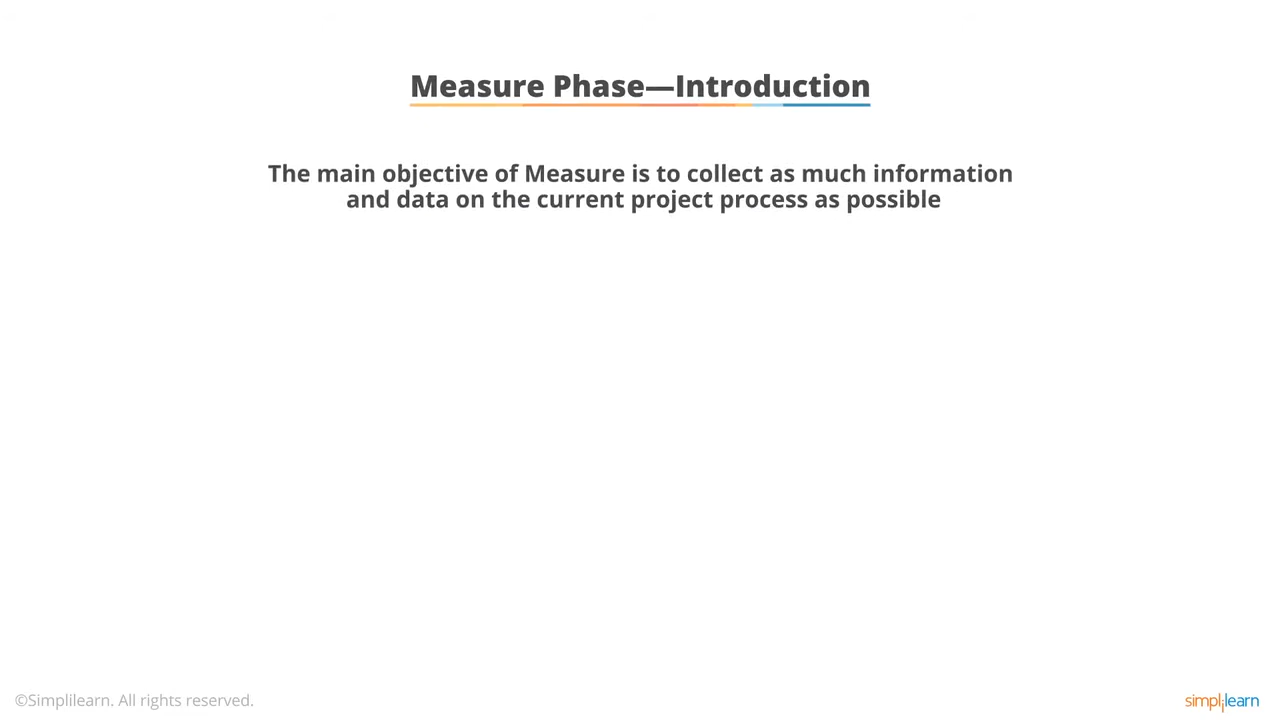 Measure Phase—Introduction
The main objective of Measure is to collect as much information
and data on the current project process as possible
©Simplilearn. All rights reserved.
simplilearn